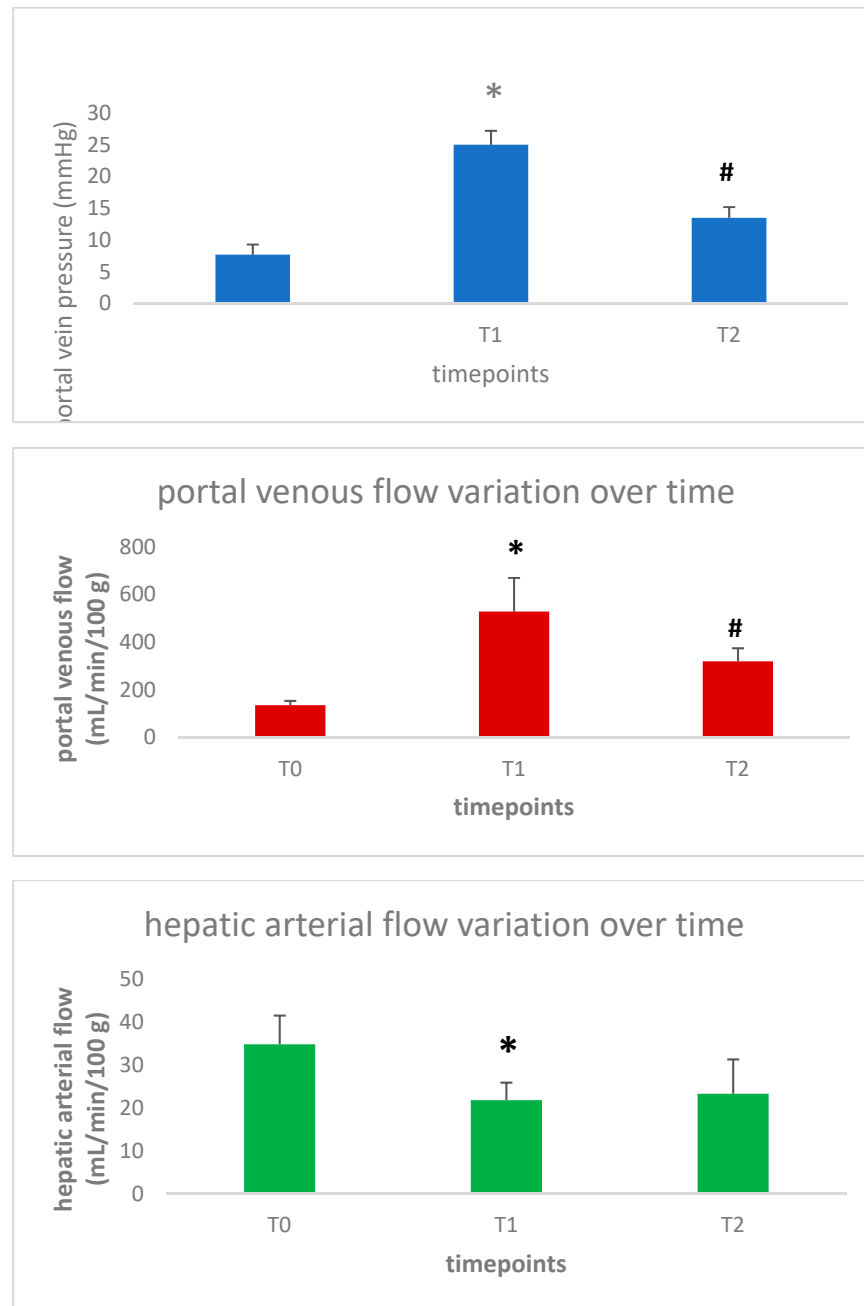 *
#
30
25
20
15
10
5
0
vein pressure (mmHg)
T1
T2
timepoints
portal venous flow variation over time
portal venous flow
(mL/min/100 g)
800
600
400
200
0
*
#
T0
T1
T2
timepoints
hepatic arterial flow variation over time
hepatic arterial flow
(mL/min/100 g)
50
40
30
20
10
0
*
T0
T1
T2
timepoints